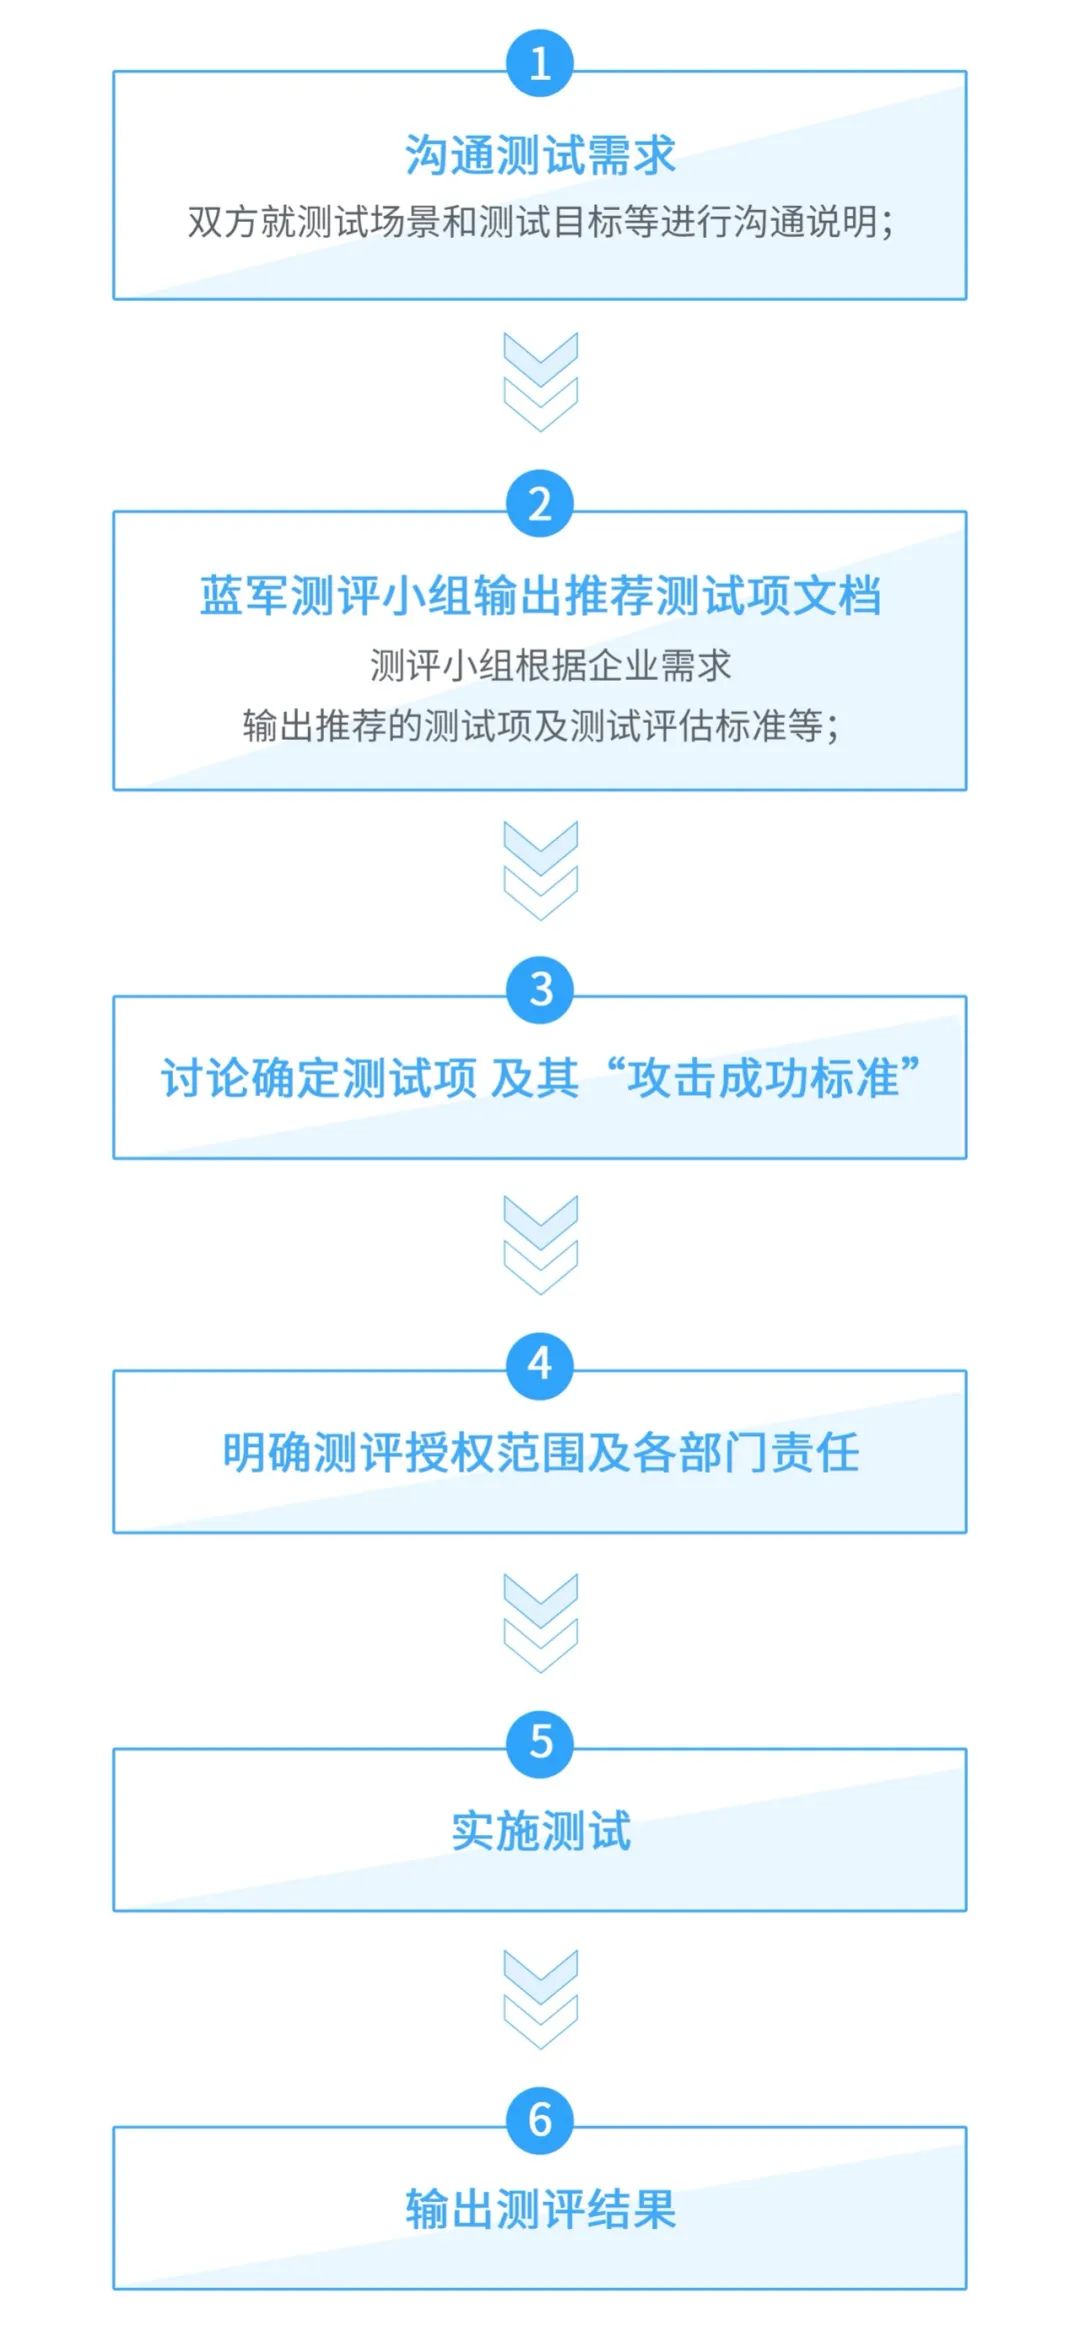 1
沟通测试需求
双方就测试场景和测试目标等进行沟通说明；
2
蓝军测评小组输出推荐测试项文档
测评小组根据企业需求
输出推荐的测试项及测试评估标准等；
3
讨论确定测试项 及其“攻击成功标准”
4
明确测评授权范围及各部门责任
5
实施测试
6
输出测评结果